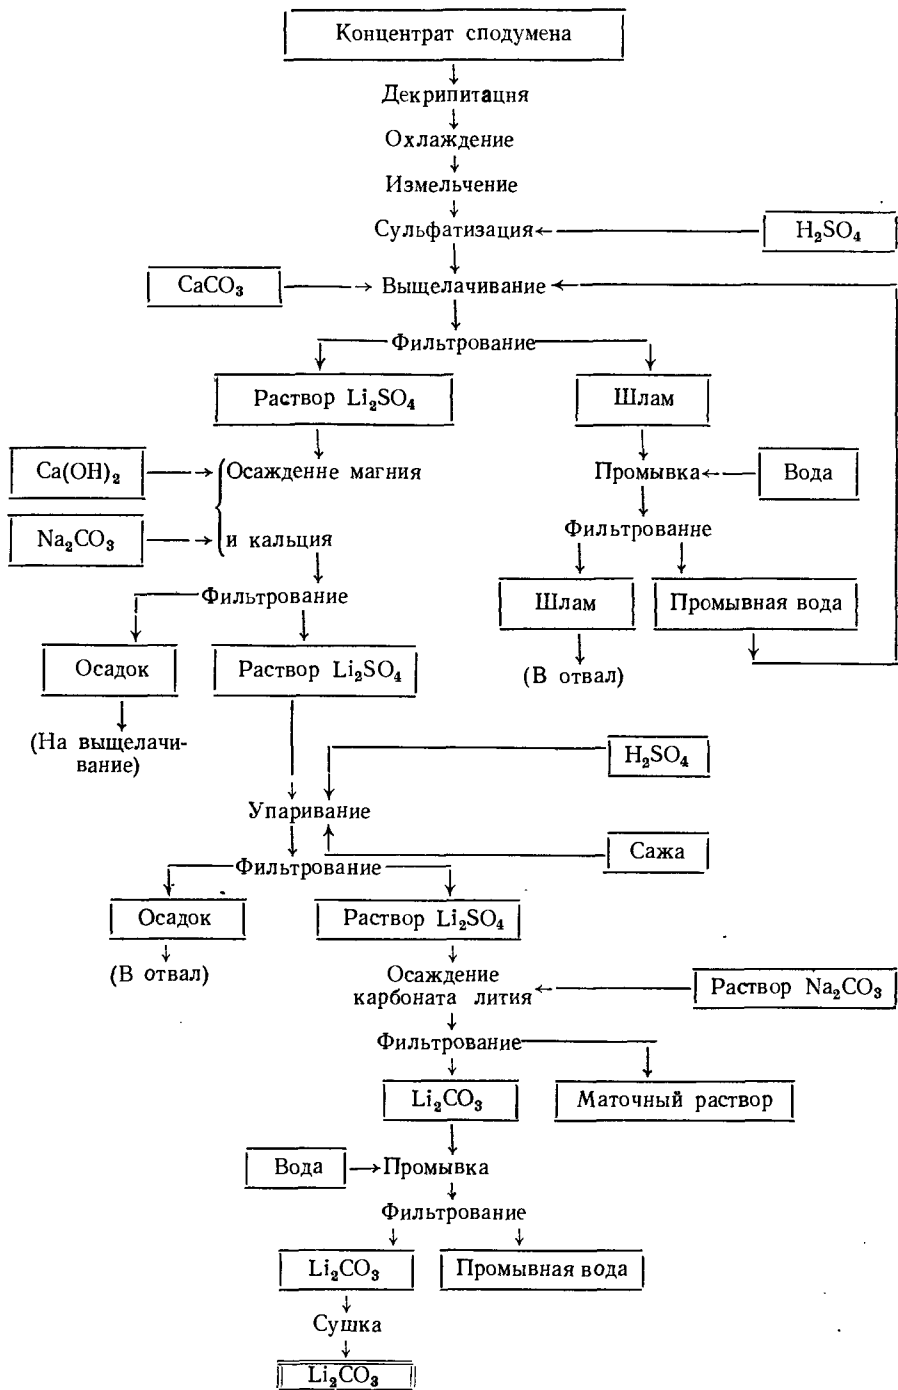 Концентрат сподумена
Декрипитация
Охлаждение
Измельчение
Сульфатизация
H₂SO₄
CaCO₃
Выщелачивание
Фильтрование
Раствор Li₂SO₄
Шлам
Ca(OH)₂
Осаждение магния
Промывка
Вода
Na₂CO₃
и кальция
Фильтрование
Фильтрование
Шлам
Промывная вода
Осадок
Раствор Li₂SO₄
(В отвал)
(На выщелачи-
вание)
H₂SO₄
Упаривание
Сажа
Фильтрование
Осадок
Раствор Li₂SO₄
(В отвал)
Осаждение
карбоната лития
Раствор Na₂CO₃
Фильтрование
Li₂CO₃
Маточный раствор
Вода
Промывка
Фильтрование
Li₂CO₃
Промывная вода
Сушка
Li₂CO₃